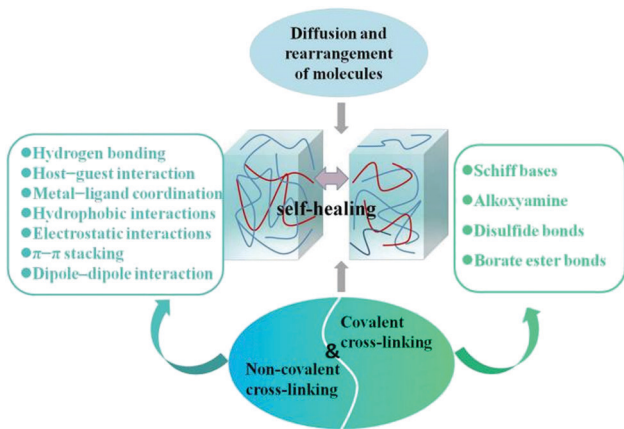 Diffusion and
rearrangement
of molecules
●Hydrogen bonding
●Host–guest interaction
●Metal-ligand coordination
●Hydrophobic interactions
●Electrostatic interactions
●π–π stacking
●Dipole–dipole interaction
self-healing
●Schiff bases
●Alkoxyamine
●Disulfide bonds
●Borate ester bonds
Covalent
cross-linking
&
Non-covalent
cross-linking